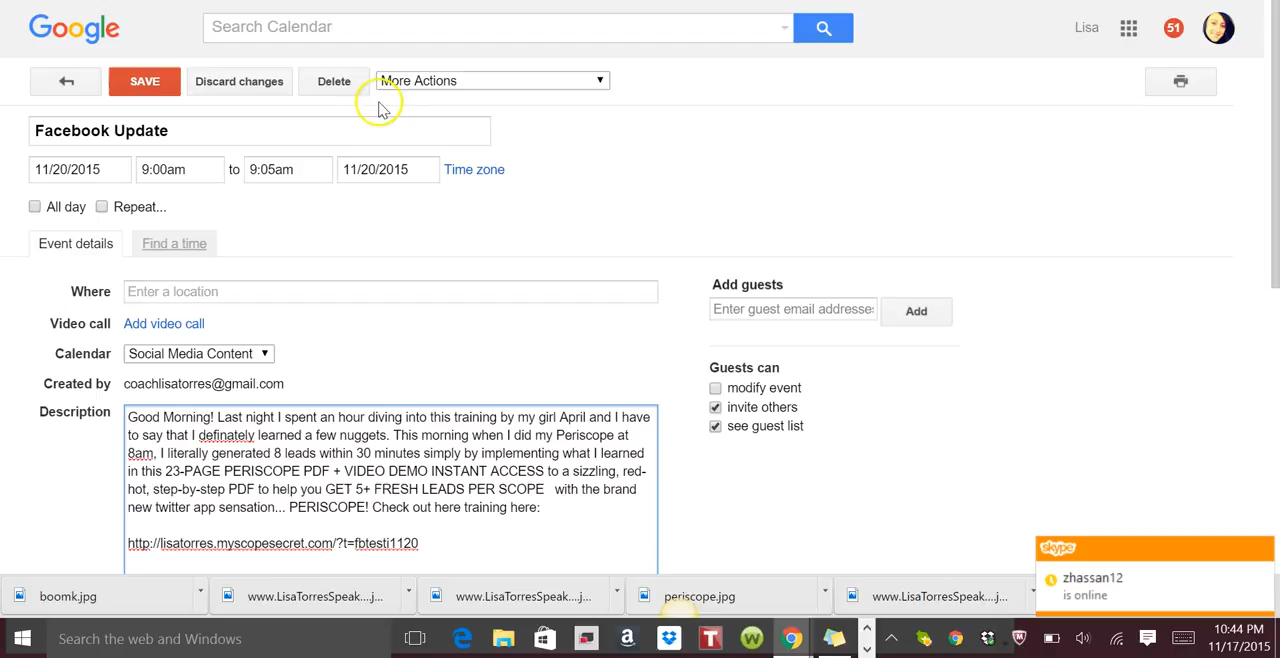 Google
Search Calendar
Lisa
51
SAVE
Discard changes
Delete
More Actions
Facebook Update
11/20/2015 9:00am to 9:05am 11/20/2015 Time zone
All day Repeat...
Event details Find a time
Where Enter a location
Video call Add video call
Calendar Social Media Content
Created by coachlisatorres@gmail.com
Description
Good Morning! Last night I spent an hour diving into this training by my girl April and I have
to say that I definately learned a few nuggets. This morning when I did my Periscope at
8am, I literally generated 8 leads within 30 minutes simply by implementing what I learned
in this 23-PAGE PERISCOPE PDF + VIDEO DEMO INSTANT ACCESS to a sizzling, red-
hot, step-by-step PDF to help you GET 5+ FRESH LEADS PER SCOPE with the brand
new twitter app sensation... PERISCOPE! Check out here training here:
http://lisatorres.myscopesecret.com/?t=fbtesti1120
Add guests
Enter guest email addresses
Add
Guests can
modify event
invite others
see guest list
skype
zhassan12
is online
boomk.jpg
www.LisaTorresSpeak....j...
www.LisaTorresSpeak....j...
periscope.jpg
www.LisaTorresSpeak....j...
Search the web and Windows
10:44 PM
11/17/2015